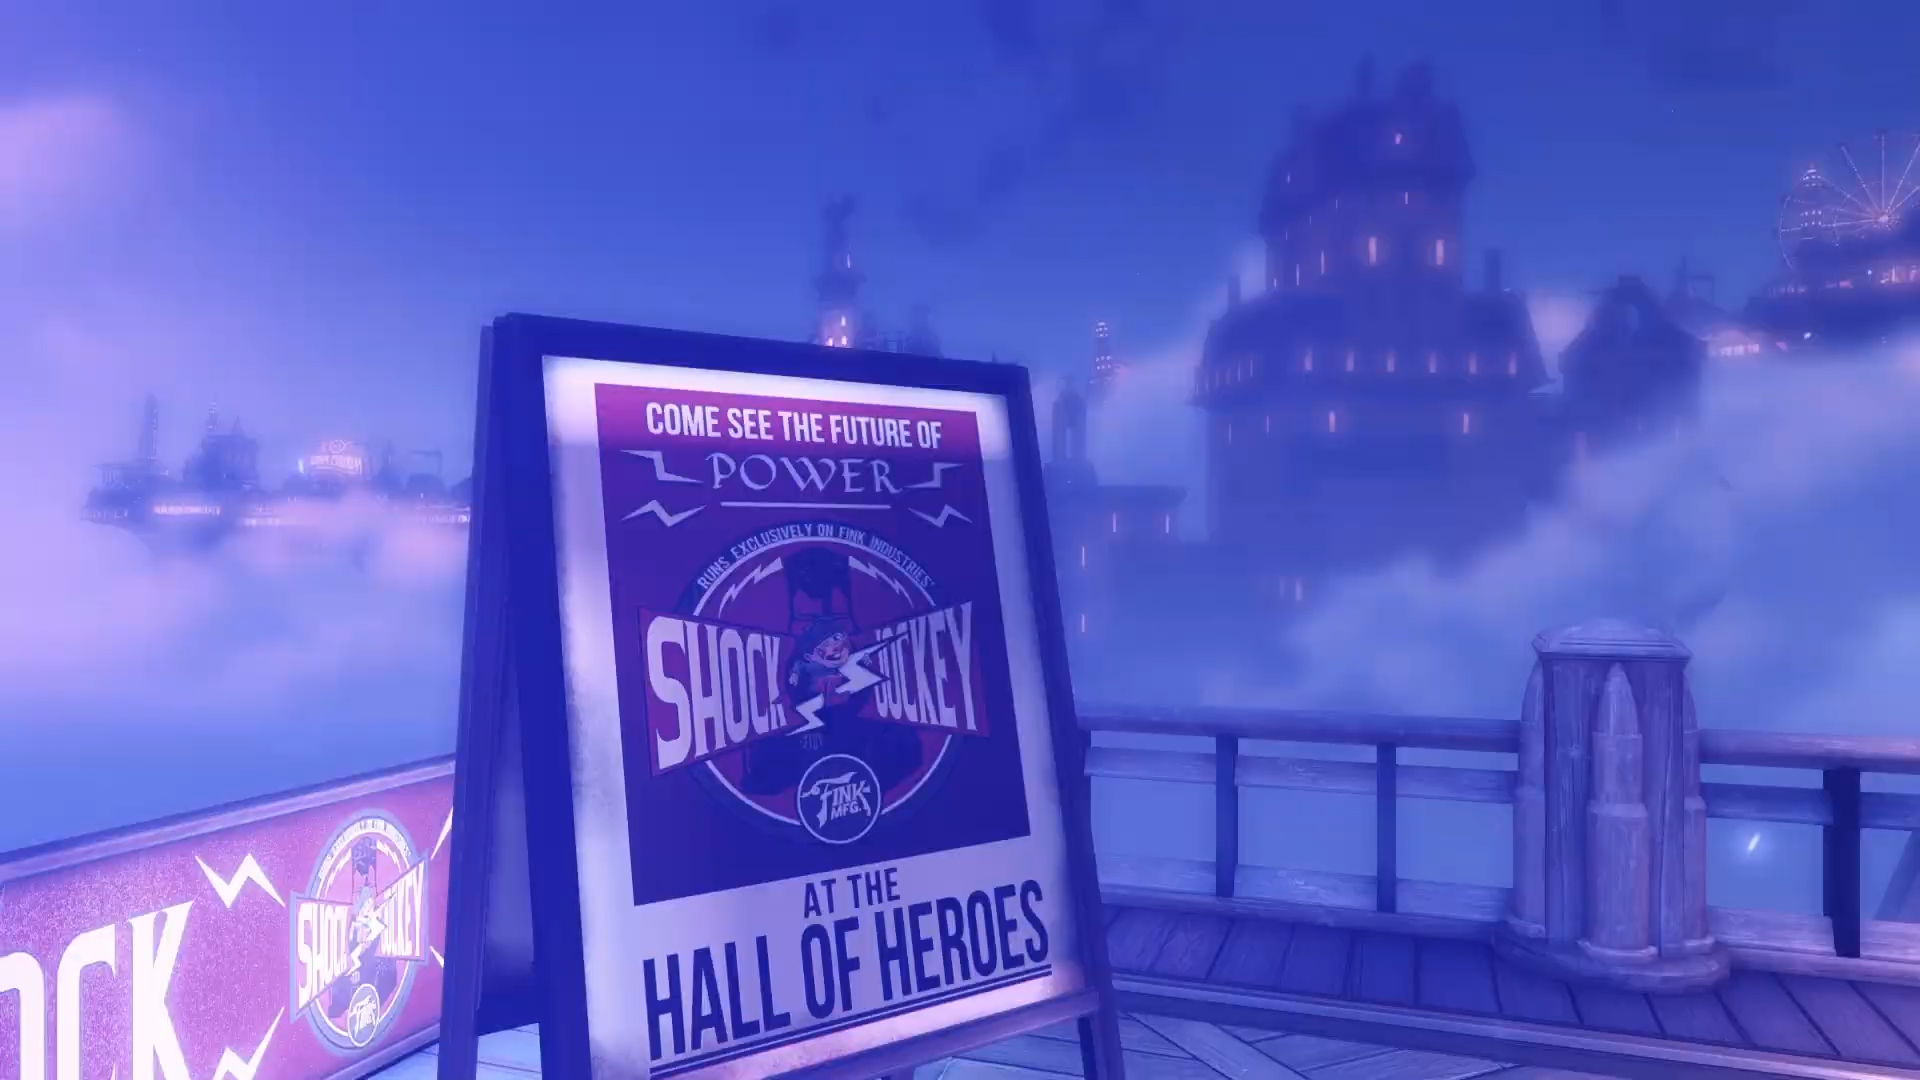 COME SEE THE FUTURE OF
POWER
RUNS EXCLUSIVELY ON FINK INDUSTRIES'
SHOCK JOCKEY
FINK
MFG.
AT THE
HALL OF HEROES
OCK
SHOCK JOCKEY
FINK